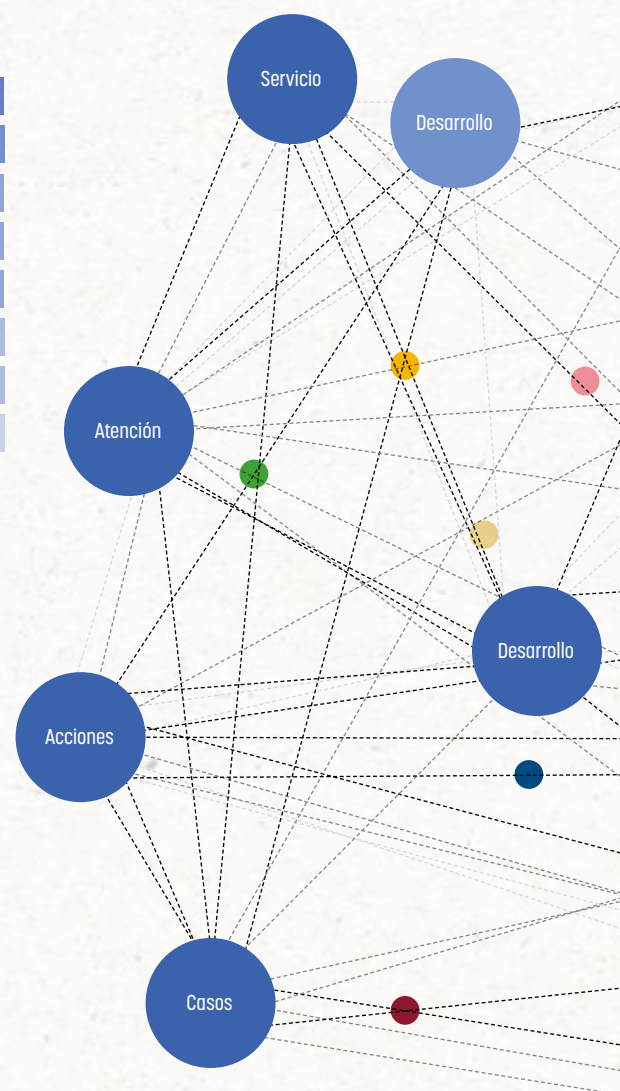 Servicio
Desarrollo
Atención
Desarrollo
Acciones
Casos